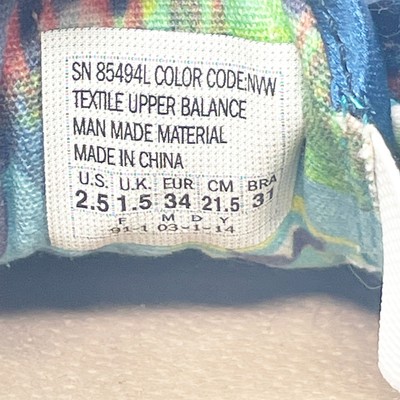 SN 85494L COLOR CODE:NVW
TEXTILE UPPER BALANCE
MAN MADE MATERIAL
MADE IN CHINA
U.S. U.K. EUR CM BRA
2.5 1.5 34 21.5 31
F M D Y
91-1 03-1-14